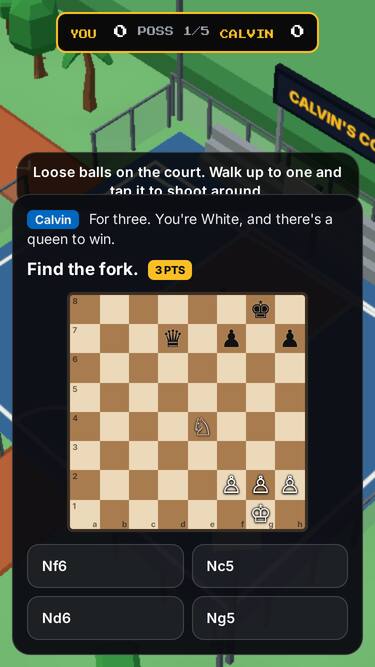 YOU 0 POSS 1/5 CALVIN 0
CALVIN'S CO
Loose balls on the court. Walk up to one and
tap it to shoot around
Calvin For three. You're White, and there's a
queen to win.
Find the fork. 3 PTS
8
7
6
5
4
3
2
1
a b c d e f g h
Nf6 Nc5
Nd6 Ng5